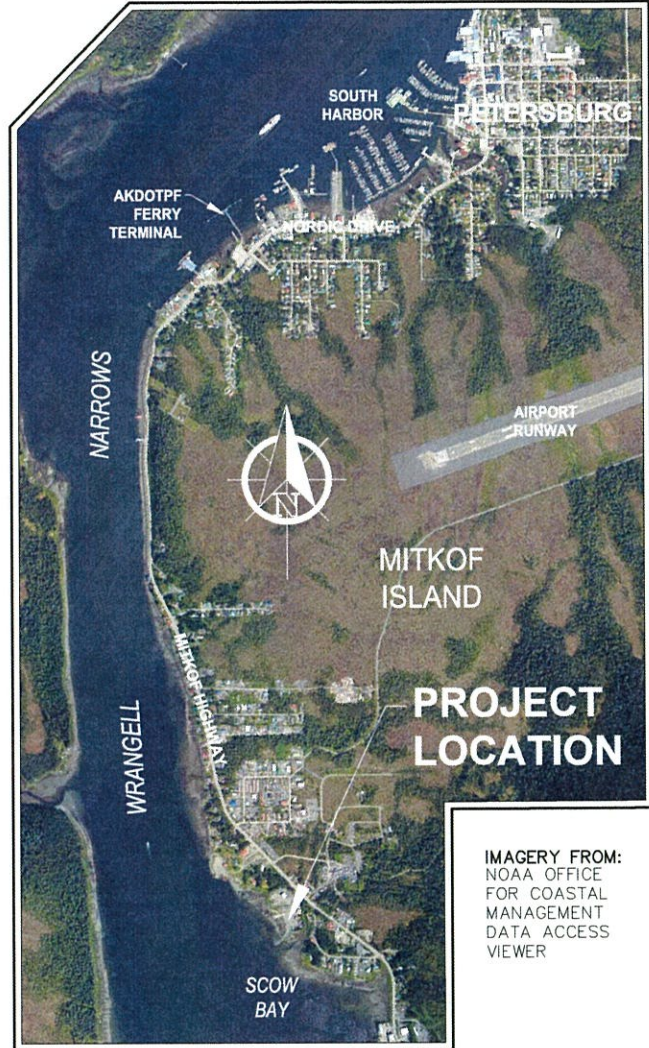 SOUTH
HARBOR
PETERSBURG
AKDOTPF
FERRY
TERMINAL
NORDIC DRIVE
NARROWS
AIRPORT
RUNWAY
N
MITKOF
ISLAND
MITKOF HIGHWAY
WRANGELL
PROJECT
LOCATION
IMAGERY FROM:
NOAA OFFICE
FOR COASTAL
MANAGEMENT
DATA ACCESS
VIEWER
SCOW
BAY